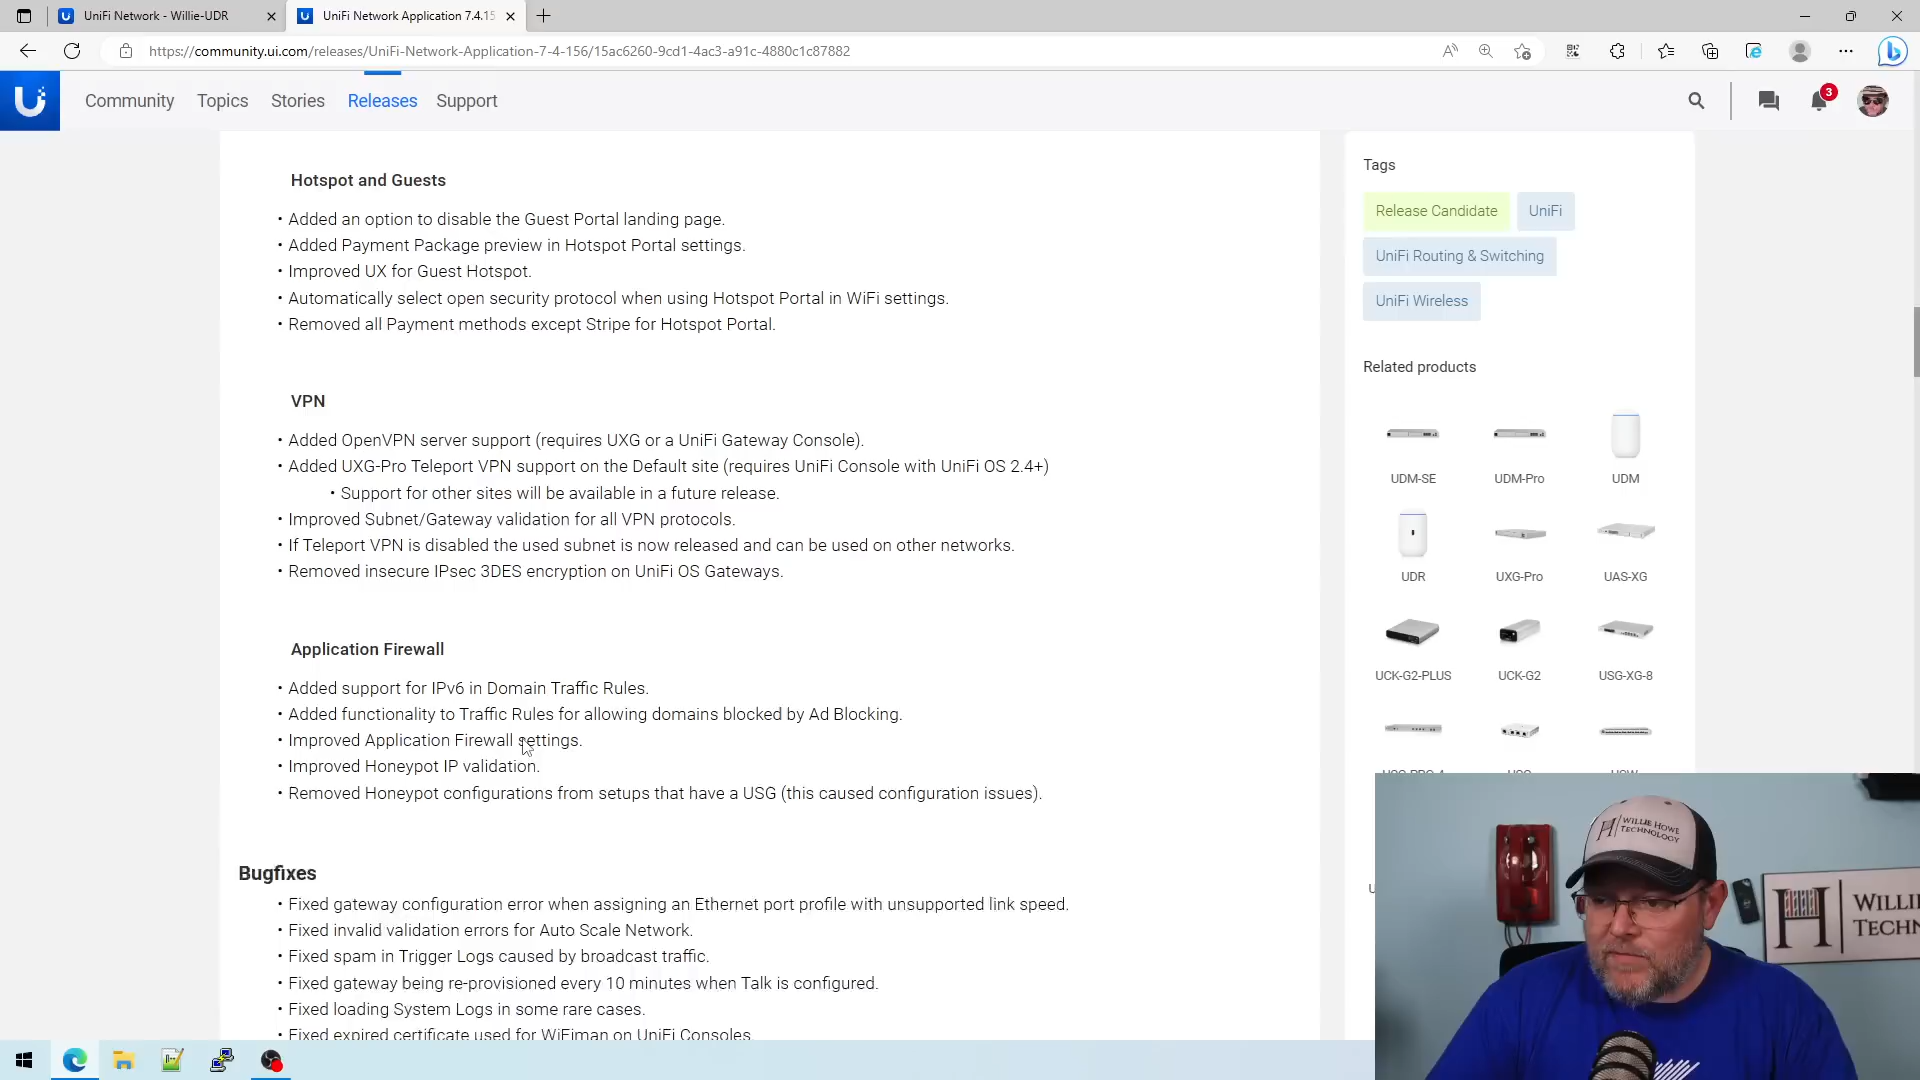 UniFi Network - Willie-UDR
UniFi Network Application 7.4.15
https://community.ui.com/releases/UniFi-Network-Application-7-4-156/15ac6260-9cd1-4ac3-a91c-4880c1c87882
Community Topics Stories Releases Support
3
Hotspot and Guests
• Added an option to disable the Guest Portal landing page.
• Added Payment Package preview in Hotspot Portal settings.
• Improved UX for Guest Hotspot.
• Automatically select open security protocol when using Hotspot Portal in WiFi settings.
• Removed all Payment methods except Stripe for Hotspot Portal.
VPN
• Added OpenVPN server support (requires UXG or a UniFi Gateway Console).
• Added UXG-Pro Teleport VPN support on the Default site (requires UniFi Console with UniFi OS 2.4+)
• Support for other sites will be available in a future release.
• Improved Subnet/Gateway validation for all VPN protocols.
• If Teleport VPN is disabled the used subnet is now released and can be used on other networks.
• Removed insecure IPsec 3DES encryption on UniFi OS Gateways.
Application Firewall
• Added support for IPv6 in Domain Traffic Rules.
• Added functionality to Traffic Rules for allowing domains blocked by Ad Blocking.
• Improved Application Firewall settings.
• Improved Honeypot IP validation.
• Removed Honeypot configurations from setups that have a USG (this caused configuration issues).
Bugfixes
• Fixed gateway configuration error when assigning an Ethernet port profile with unsupported link speed.
• Fixed invalid validation errors for Auto Scale Network.
• Fixed spam in Trigger Logs caused by broadcast traffic.
• Fixed gateway being re-provisioned every 10 minutes when Talk is configured.
• Fixed loading System Logs in some rare cases.
• Fixed expired certificate used for WiFiman on UniFi Consoles.
Tags
Release Candidate UniFi
UniFi Routing & Switching
UniFi Wireless
Related products
UDM-SE UDM-Pro UDM
UDR UXG-Pro UAS-XG
UCK-G2-PLUS UCK-G2 USG-XG-8
WILLIE HOWE
TECHNOLOGY
WILLI
TECHN